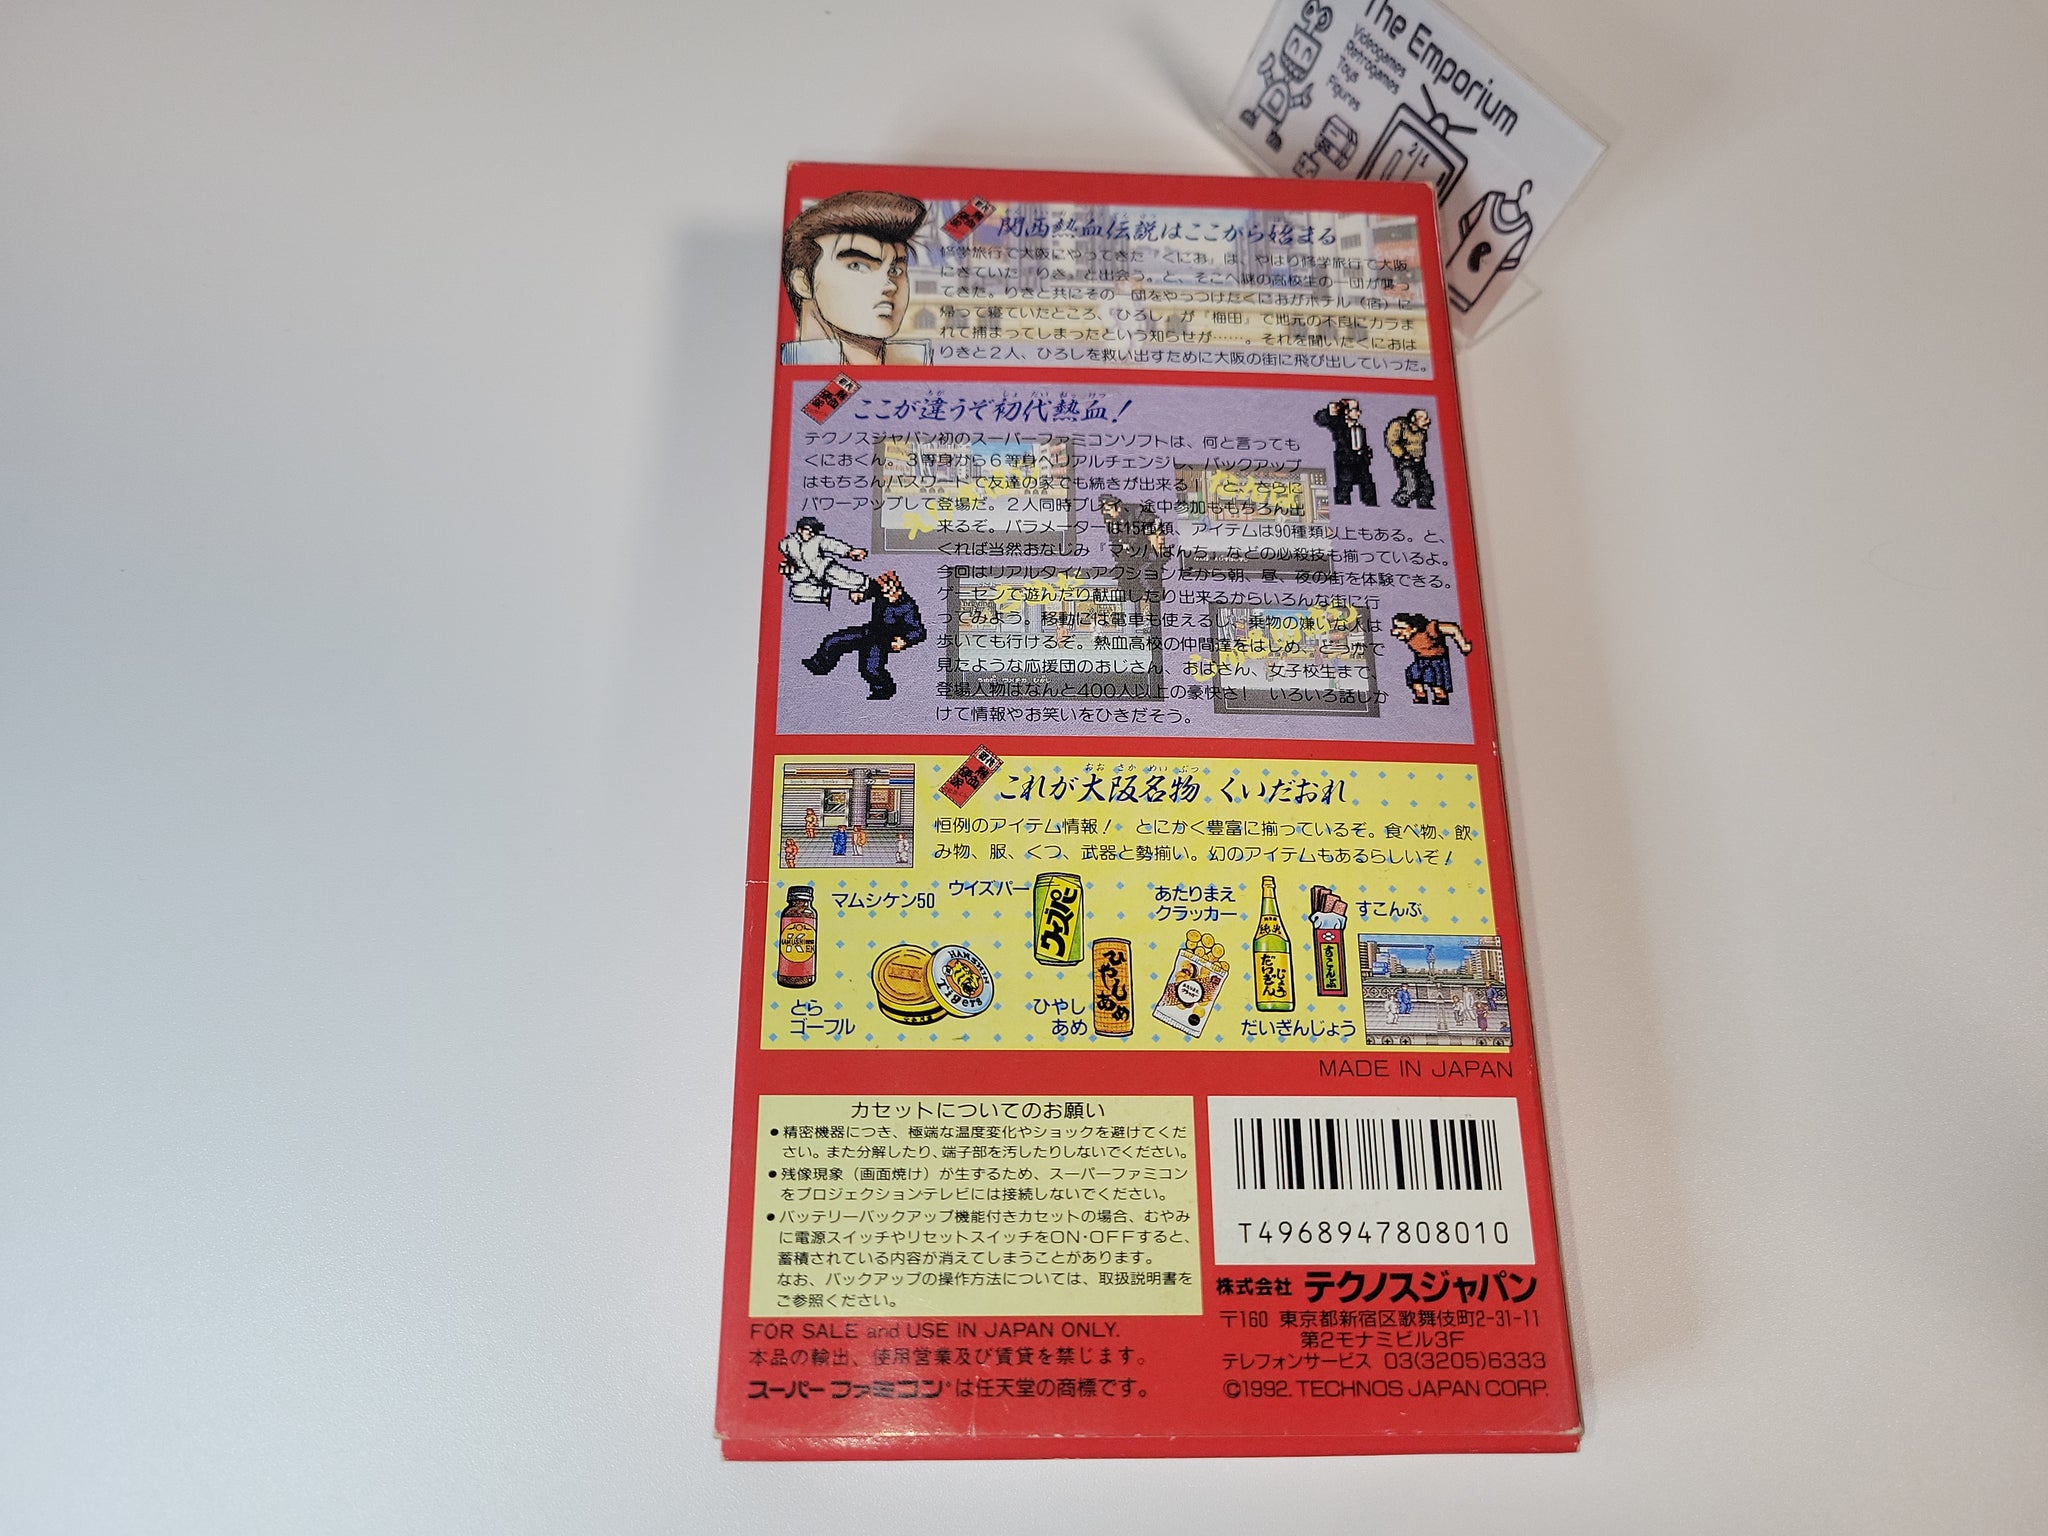 The Emporium
Videogames
Retrogames
Toys
Figures
関西熱血伝説はここから始まる
修学旅行で大阪にやってきた『くにお』は、やはり修学旅行で大阪
にきていた『りき』と出会う。と、そこへ謎の高校生の一団が襲っ
てきた。りきと共にその一団をやっつけたくにおがホテル(宿)に
帰って寝ていたところ、『ひろし』が『梅田』で地元の不良にカラま
れて捕まってしまったという知らせが……。それを聞いたくにおは
りきと2人、ひろしを救い出すために大阪の街に飛び出していった。
ここが違うぞ初代熱血!
テクノスジャパン初のスーパーファミコンソフトは、何と言っても
くにおくん。3等身から6等身へリアルチェンジし、バックアップ
はもちろんパスワードで友達の家でも続きが出来る!と、さらに
パワーアップして登場だ。2人同時プレイ、途中参加ももちろん出
来るぞ。パラメーターは15種類、アイテムは90種類以上もある。と、
くれば当然おなじみ『マッハぱんち』などの必殺技も揃っているよ。
今回はリアルタイムアクションだから朝、昼、夜の街を体験できる。
ゲーセンで遊んだり献血したり出来るからいろんな街に行
ってみよう。移動には電車も使えるし、乗物の嫌いな人は
歩いても行けるぞ。熱血高校の仲間達をはじめ、どっかで
見たような応援団のおじさん、おばさん、女子校生まで、
登場人物はなんと400人以上の豪快さ! いろいろ話しか
けて情報やお笑いをひきだそう。
おおさかめいぶつ
これが大阪名物 くいだおれ
恒例のアイテム情報! とにかく豊富に揃っているぞ。食べ物、飲
み物、服、くつ、武器と勢揃い。幻のアイテムもあるらしいぞ!
マムシケン50
ウイズパー
あたりまえ
クラッカー
すこんぶ
とら
ゴーフル
HANSHIN
Tigers
ウィズパー
ひやし
あめ
ひやしあめ
だいぎんじょう
すこんぶ
だいぎんじょう
MADE IN JAPAN
カセットについてのお願い
●精密機器につき、極端な温度変化やショックを避けてくだ
さい。また分解したり、端子部を汚したりしないでください。
●残像現象(画面焼け)が生ずるため、スーパーファミコン
をプロジェクションテレビには接続しないでください。
●バッテリーバックアップ機能付きカセットの場合、むやみ
に電源スイッチやリセットスイッチをON・OFFすると、
蓄積されている内容が消えてしまうことがあります。
なお、バックアップの操作方法については、取扱説明書を
ご参照ください。
T4968947808010
株式会社 テクノスジャパン
〒160 東京都新宿区歌舞伎町2-31-11
第2モナミビル3F
テレフォンサービス 03(3205)6333
©1992. TECHNOS JAPAN CORP.
FOR SALE and USE IN JAPAN ONLY.
本品の輸出、使用営業及び賃貸を禁じます。
スーパーファミコン®は任天堂の商標です。